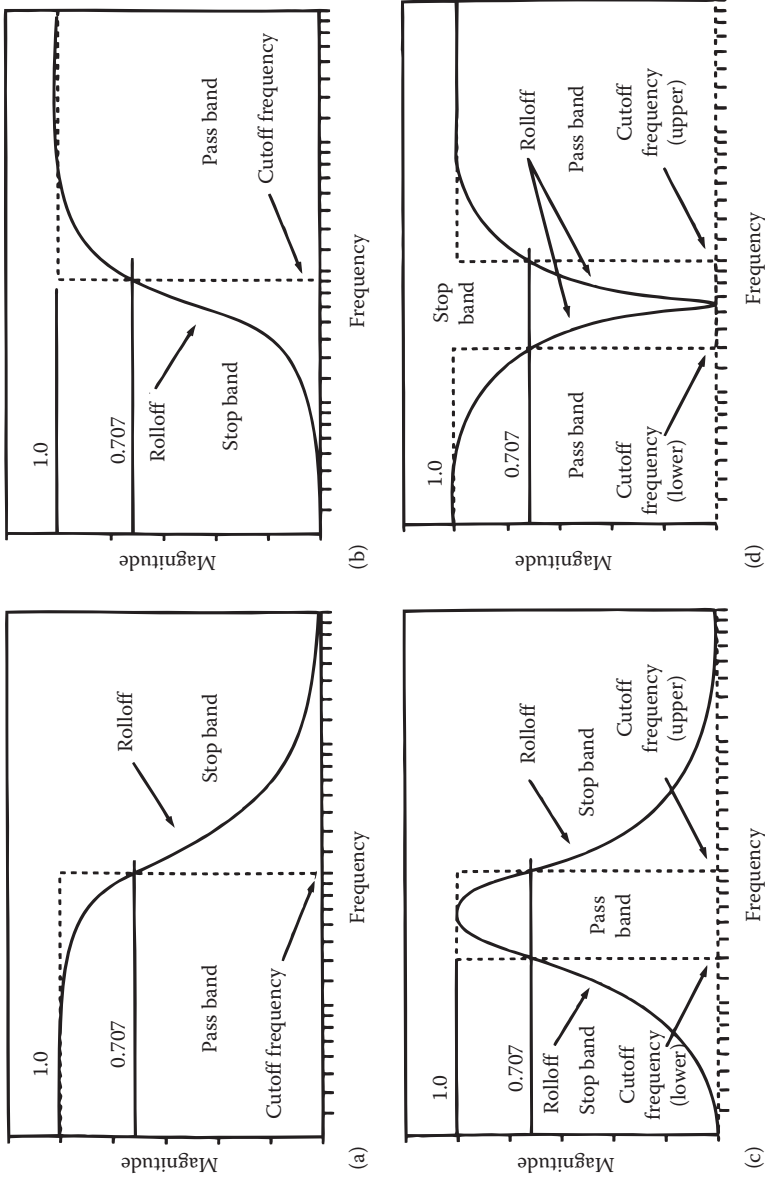 1.0
0.707
Rolloff
Pass band
Stop band
Cutoff frequency
Magnitude
Frequency
(a)
1.0
0.707
Rolloff
Stop band
Pass band
Cutoff frequency
Magnitude
Frequency
(b)
1.0
0.707
Rolloff
Stop band
Cutoff
frequency
(lower)
Pass
band
Rolloff
Stop band
Cutoff
frequency
(upper)
Magnitude
Frequency
(c)
1.0
0.707
Stop
band
Rolloff
Pass band
Pass band
Cutoff
frequency
(lower)
Cutoff
frequency
(upper)
Magnitude
Frequency
(d)